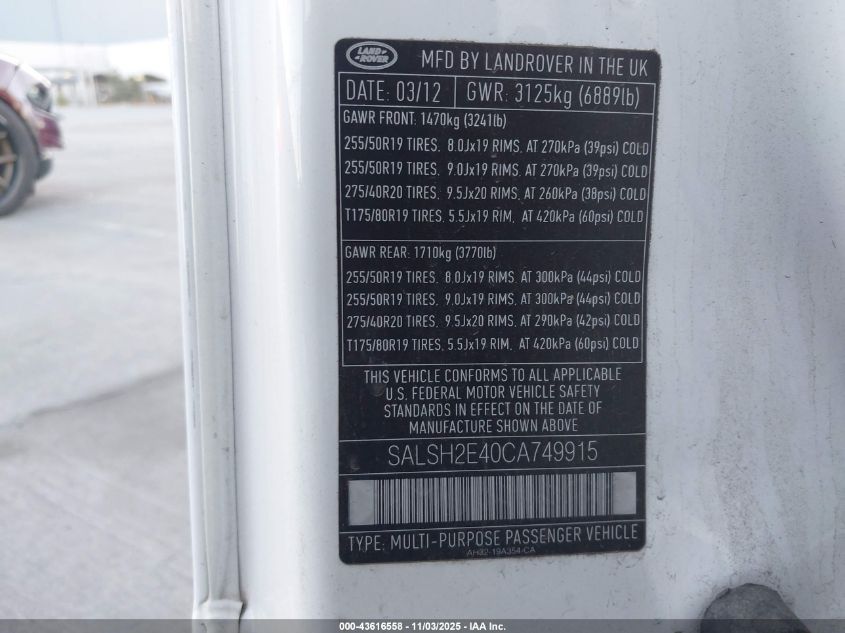 LAND ROVER
MFD BY LANDROVER IN THE UK
DATE: 03/12 GWR: 3125kg (6889lb)
GAWR FRONT: 1470kg (3241lb)
255/50R19 TIRES, 8.0Jx19 RIMS, AT 270kPa (39psi) COLD
255/50R19 TIRES, 9.0Jx19 RIMS, AT 270kPa (39psi) COLD
275/40R20 TIRES, 9.5Jx20 RIMS, AT 260kPa (38psi) COLD
T175/80R19 TIRES, 5.5Jx19 RIM, AT 420kPa (60psi) COLD
GAWR REAR: 1710kg (3770lb)
255/50R19 TIRES, 8.0Jx19 RIMS, AT 300kPa (44psi) COLD
255/50R19 TIRES, 9.0Jx19 RIMS, AT 300kPa (44psi) COLD
275/40R20 TIRES, 9.5Jx20 RIMS, AT 290kPa (42psi) COLD
T175/80R19 TIRES, 5.5Jx19 RIM, AT 420kPa (60psi) COLD
THIS VEHICLE CONFORMS TO ALL APPLICABLE
U.S. FEDERAL MOTOR VEHICLE SAFETY
STANDARDS IN EFFECT ON THE DATE OF
MANUFACTURE SHOWN ABOVE
SALSH2E40CA749915
TYPE: MULTI-PURPOSE PASSENGER VEHICLE
AH32-19A354-CA
000-43616558 - 11/03/2025 - IAA Inc.